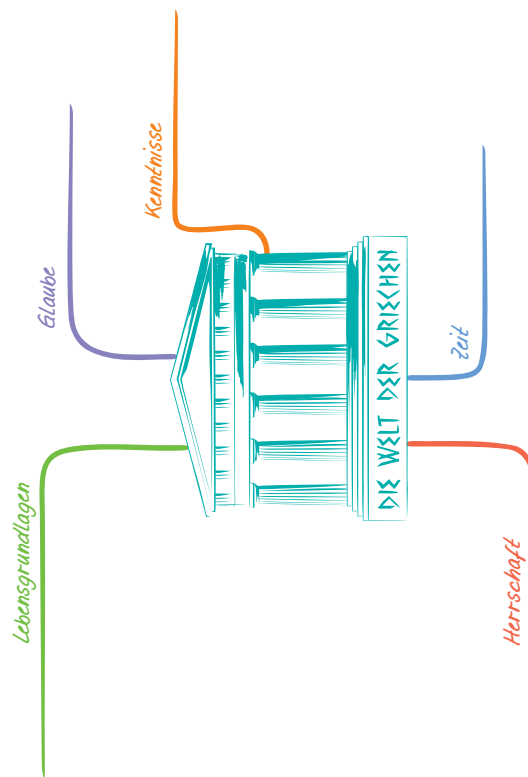 Lebensgrundlagen
Glaube
Kenntnisse
DIE WELT DER GRIECHEN
Zeit
Herrschaft